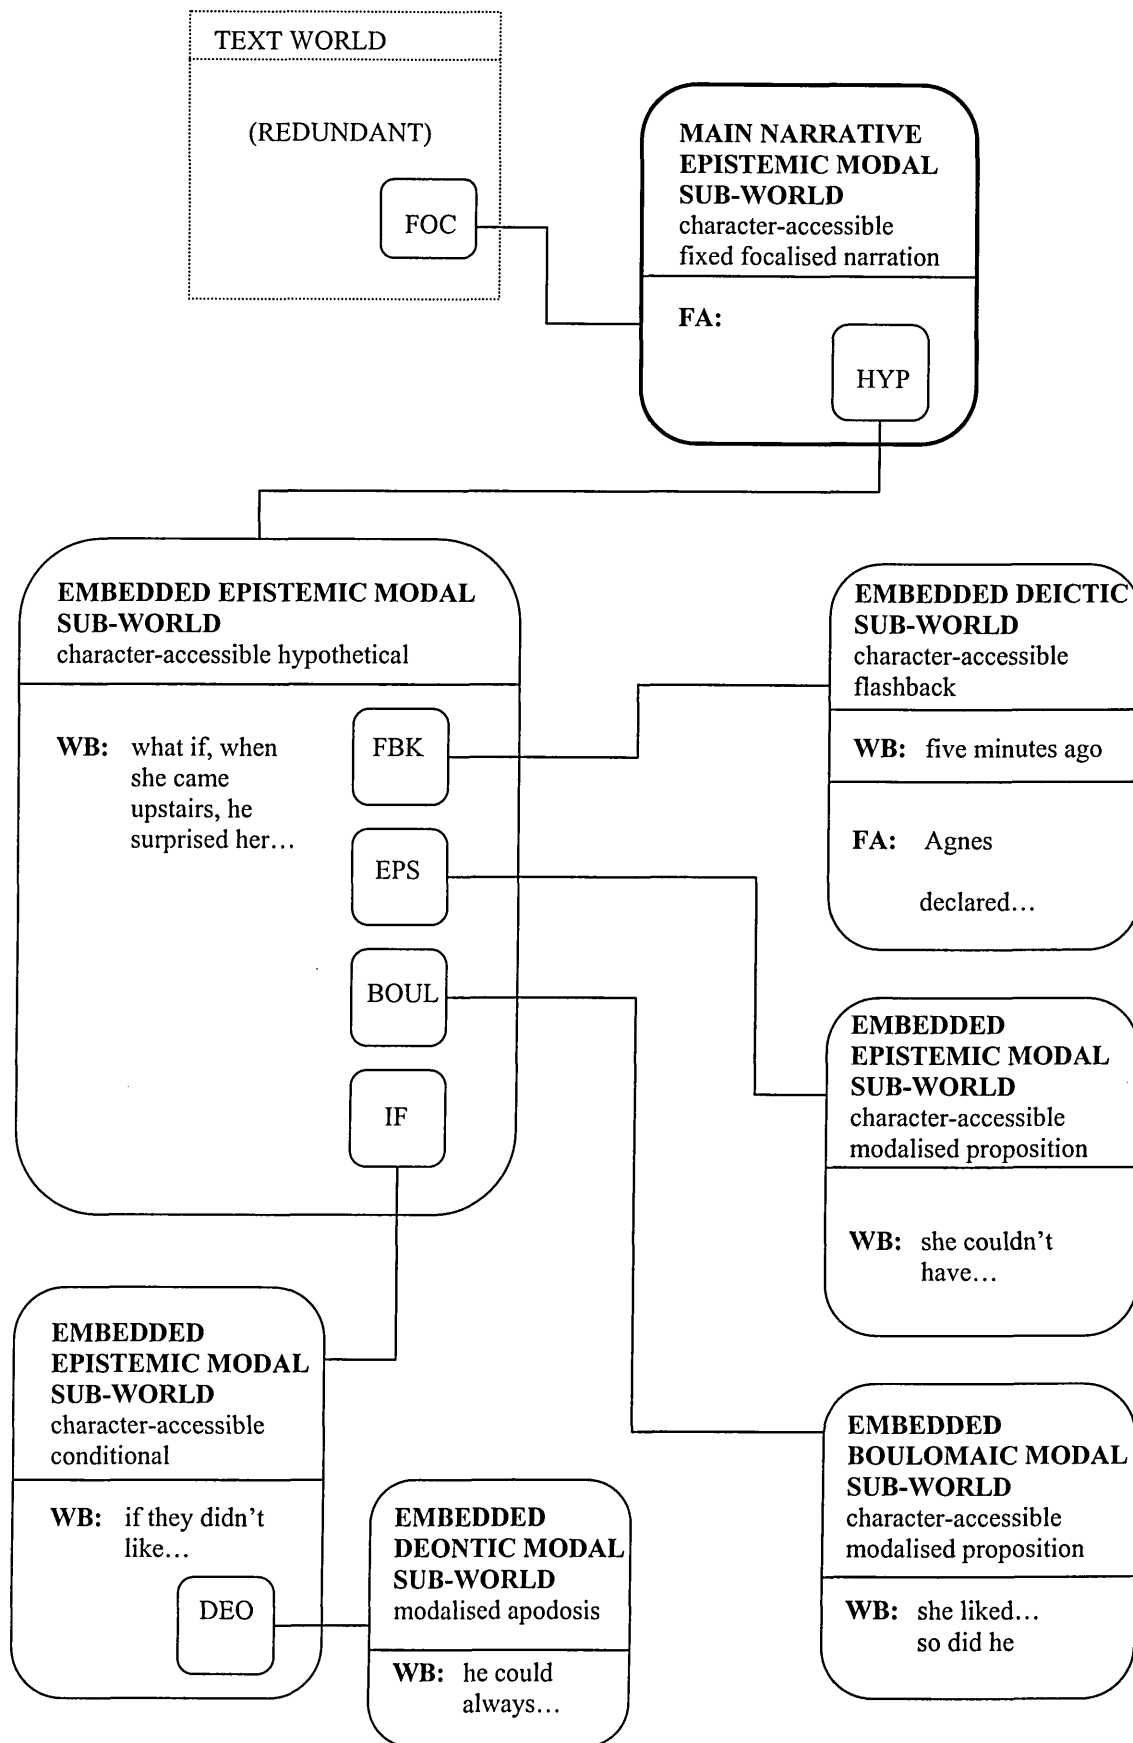 TEXT WORLD
(REDUNDANT)
FOC
MAIN NARRATIVE
EPISTEMIC MODAL
SUB-WORLD
character-accessible
fixed focalised narration
FA:
HYP
EMBEDDED EPISTEMIC MODAL
SUB-WORLD
character-accessible hypothetical
WB: what if, when
she came
upstairs, he
surprised her…
FBK
EPS
BOUL
IF
EMBEDDED DEICTIC
SUB-WORLD
character-accessible
flashback
WB: five minutes ago
FA: Agnes
declared…
EMBEDDED
EPISTEMIC MODAL
SUB-WORLD
character-accessible
modalised proposition
WB: she couldn't
have…
EMBEDDED
EPISTEMIC MODAL
SUB-WORLD
character-accessible
conditional
WB: if they didn't
like…
DEO
EMBEDDED
DEONTIC MODAL
SUB-WORLD
modalised apodosis
WB: he could
always…
EMBEDDED
BOULOMAIC MODAL
SUB-WORLD
character-accessible
modalised proposition
WB: she liked…
so did he